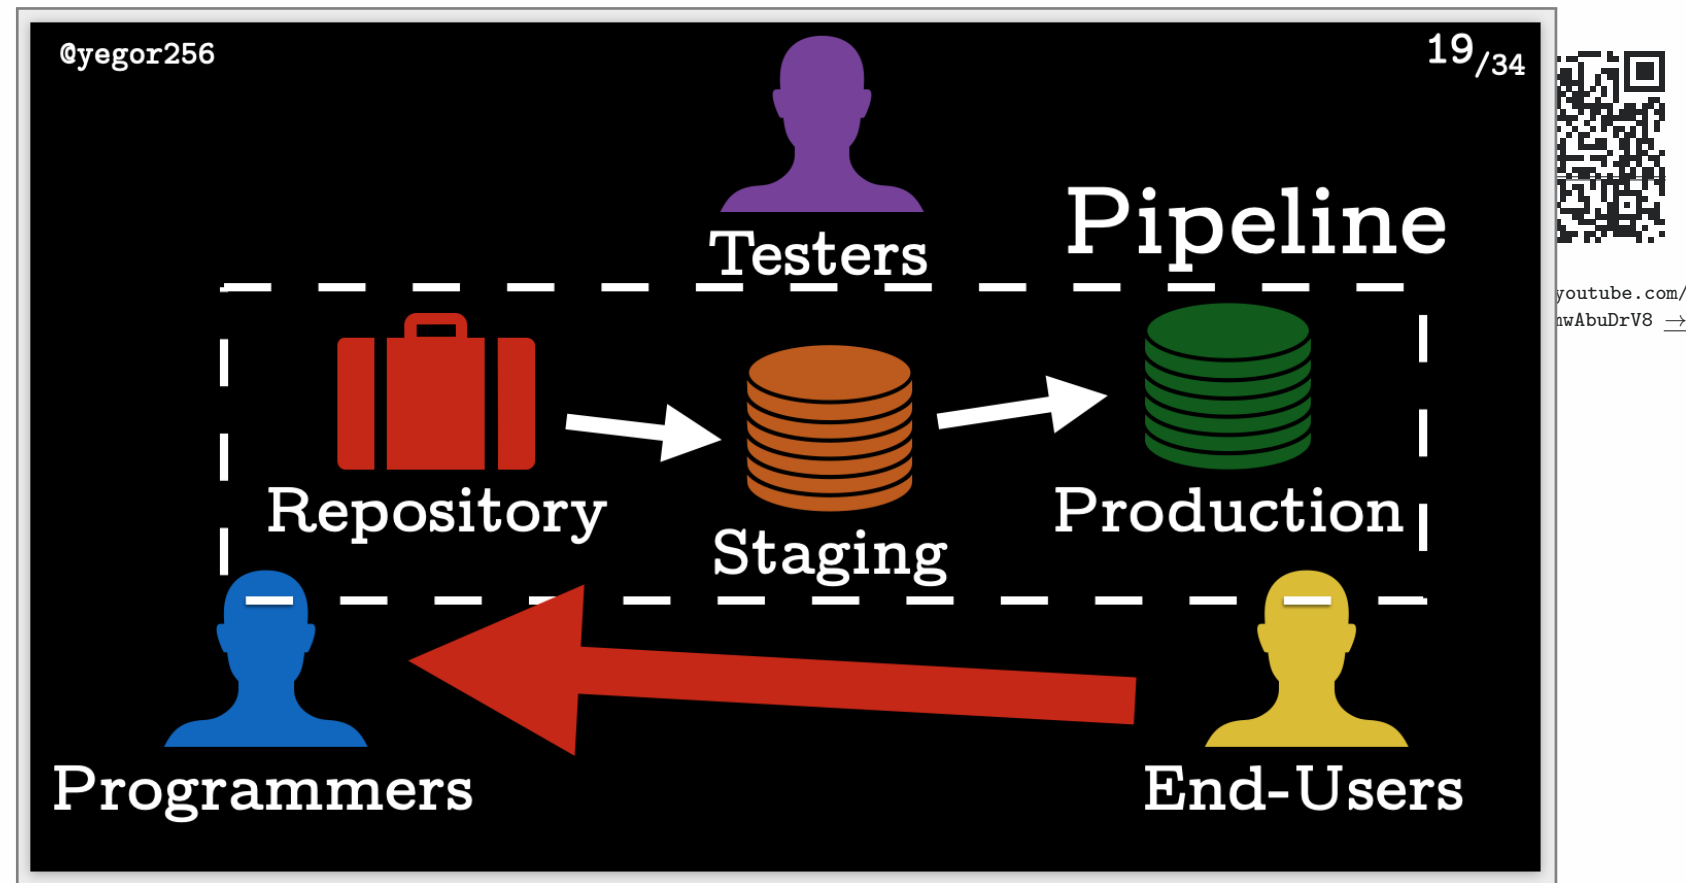 @yegor256
19/34
Testers
Pipeline
youtube.com/
wAbuDrV8 →
Repository
Staging
Production
Programmers
End-Users